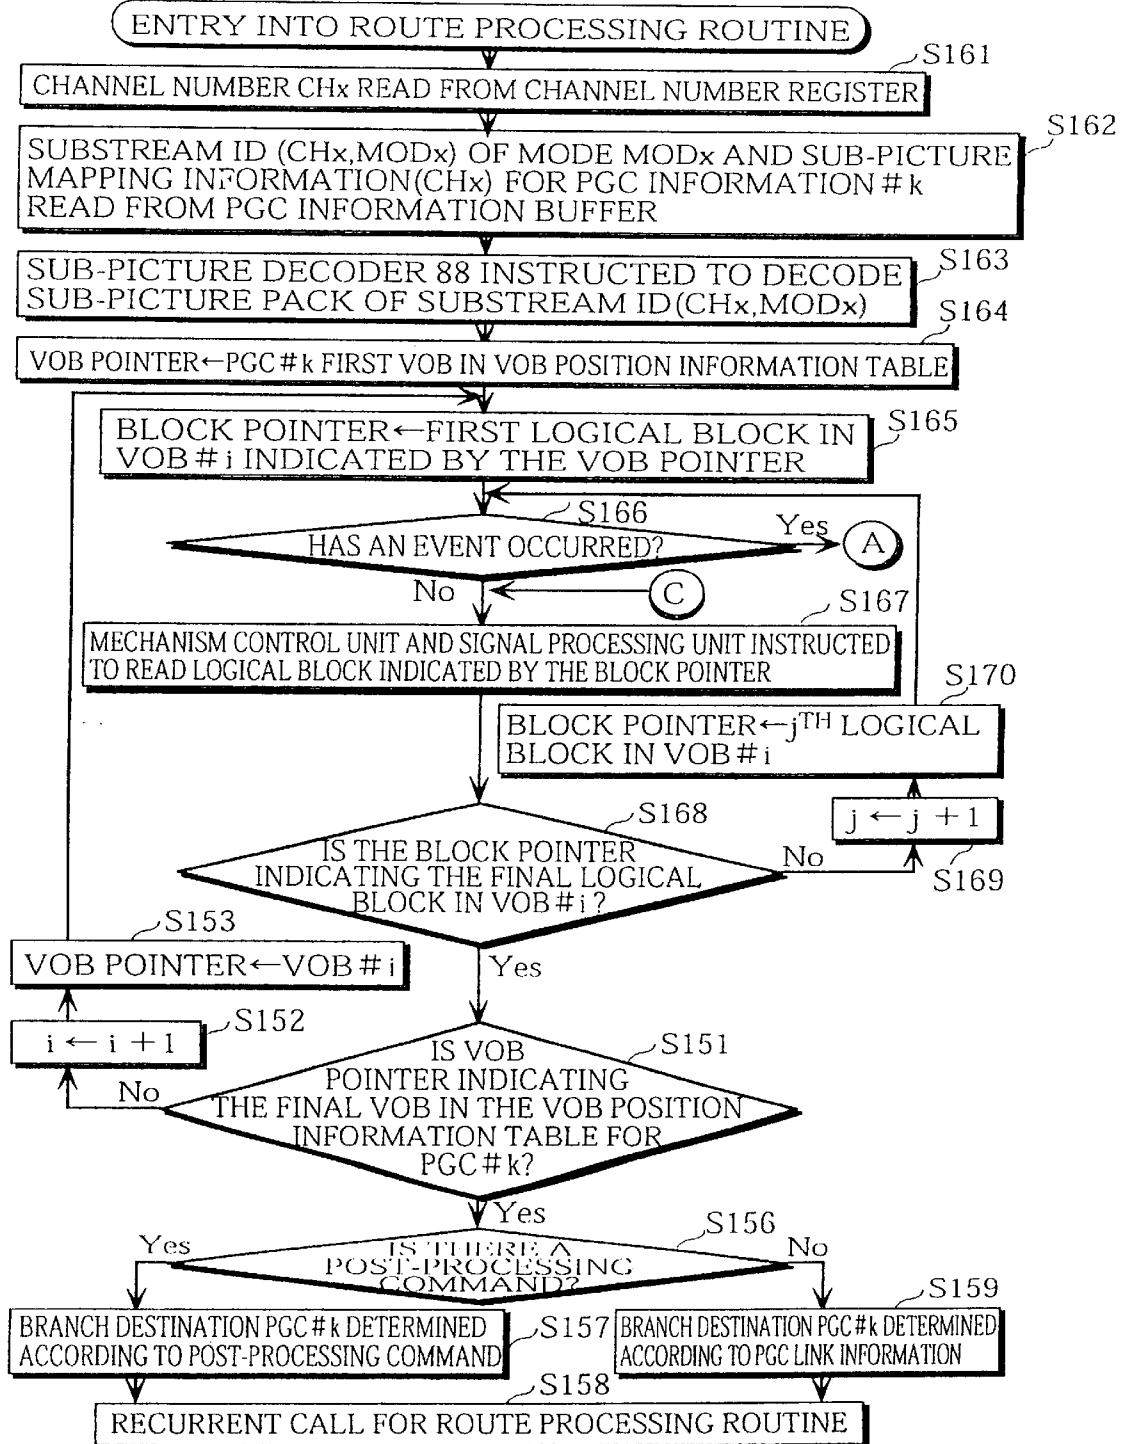 ENTRY INTO ROUTE PROCESSING ROUTINE
S161
CHANNEL NUMBER CHx READ FROM CHANNEL NUMBER REGISTER
S162
SUBSTREAM ID (CHx,MODx) OF MODE MODx AND SUB-PICTURE
MAPPING INFORMATION(CHx) FOR PGC INFORMATION #k
READ FROM PGC INFORMATION BUFFER
S163
SUB-PICTURE DECODER 88 INSTRUCTED TO DECODE
SUB-PICTURE PACK OF SUBSTREAM ID(CHx,MODx)
S164
VOB POINTER←PGC#k FIRST VOB IN VOB POSITION INFORMATION TABLE
S165
BLOCK POINTER←FIRST LOGICAL BLOCK IN
VOB#i INDICATED BY THE VOB POINTER
S166
HAS AN EVENT OCCURRED?
Yes
A
No
C
S167
MECHANISM CONTROL UNIT AND SIGNAL PROCESSING UNIT INSTRUCTED
TO READ LOGICAL BLOCK INDICATED BY THE BLOCK POINTER
S170
BLOCK POINTER←jTH LOGICAL
BLOCK IN VOB#i
j←j+1
S169
S168
IS THE BLOCK POINTER
INDICATING THE FINAL LOGICAL
BLOCK IN VOB#i?
No
Yes
S153
VOB POINTER←VOB#i
S152
i←i+1
No
S151
IS VOB
POINTER INDICATING
THE FINAL VOB IN THE VOB POSITION
INFORMATION TABLE FOR
PGC#k?
Yes
S156
IS THERE A
POST-PROCESSING
COMMAND?
Yes
No
S157
BRANCH DESTINATION PGC#k DETERMINED
ACCORDING TO POST-PROCESSING COMMAND
S159
BRANCH DESTINATION PGC#k DETERMINED
ACCORDING TO PGC LINK INFORMATION
S158
RECURRENT CALL FOR ROUTE PROCESSING ROUTINE